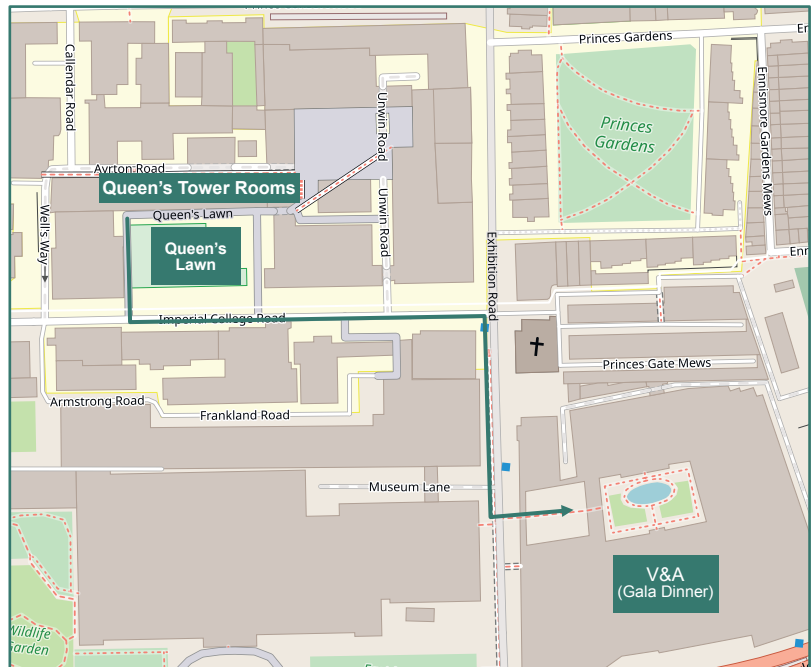 Princes Gardens
Callendar Road
Unwin Road
Ennismore Gardens Mews
Princes
Gardens
Ayrton Road
Queen's Tower Rooms
Queen's Lawn
Unwin Road
Wells Way
Queen's
Lawn
Exhibition Road
Imperial College Road
Princes Gate Mews
Armstrong Road
Frankland Road
Museum Lane
V&A
(Gala Dinner)
Wildlife
Garden